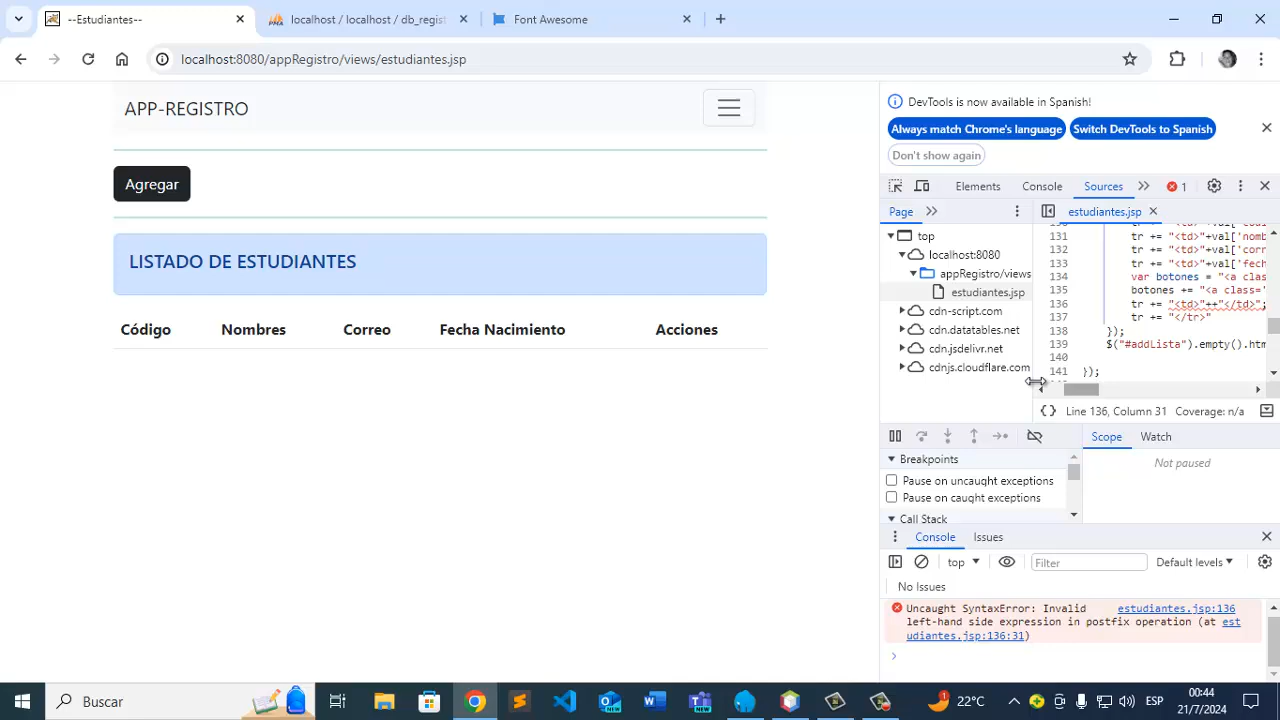 --Estudiantes--
localhost / localhost / db_regist
Font Awesome
localhost:8080/appRegistro/views/estudiantes.jsp
APP-REGISTRO
Agregar
LISTADO DE ESTUDIANTES
Código Nombres Correo Fecha Nacimiento Acciones
DevTools is now available in Spanish!
Always match Chrome's language Switch DevTools to Spanish
Don't show again
Elements Console Sources 1
Page estudiantes.jsp
top
localhost:8080
appRegistro/views
estudiantes.jsp
cdn-script.com
cdn.datatables.net
cdn.jsdelivr.net
cdnjs.cloudflare.com
131 tr += "<td>"+val['nomb
132 tr += "<td>"+val['corr
133 tr += "<td>"+val['fech
134 var botones = "<a clas
135 botones += "<a class='
136 tr += "<td>"++"</td>";
137 tr += "</tr>"
138 });
139 $("#addLista").empty().htm
140
141 });
Line 136, Column 31 Coverage: n/a
Scope Watch
Not paused
Breakpoints
Pause on uncaught exceptions
Pause on caught exceptions
Call Stack
Console Issues
top Filter Default levels
No Issues
Uncaught SyntaxError: Invalid estudiantes.jsp:136
left-hand side expression in postfix operation (at est
udiantes.jsp:136:31)
Buscar
22°C ESP 00:44
21/7/2024